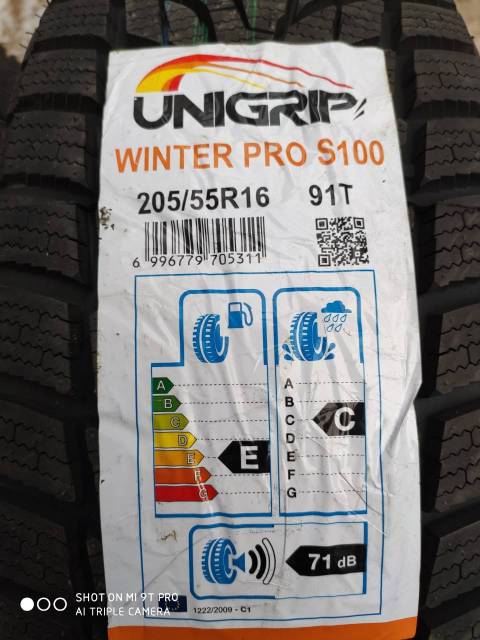 UNIGRIP
WINTER PRO S100
205/55R16 91T
6 996779 705311
A
B
C
D
E
F
G
E
A
B
C
D
E
F
G
C
71 dB
1222/2009 - C1
SHOT ON MI 9T PRO
AI TRIPLE CAMERA